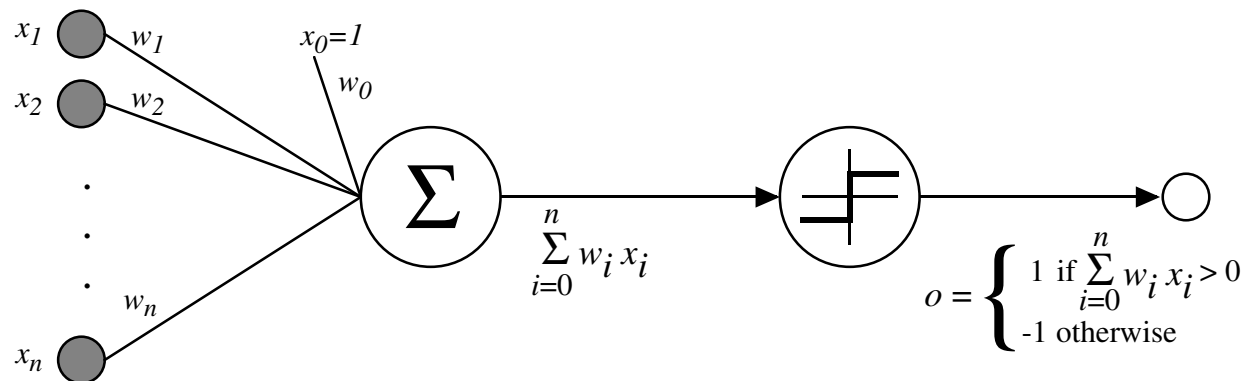 x1 w1 x0=1
w0
x2 w2
.
.
.
wn
xn
Σ
n
Σ wi xi
i=0
n
o = { 1 if Σ wi xi > 0
i=0
-1 otherwise